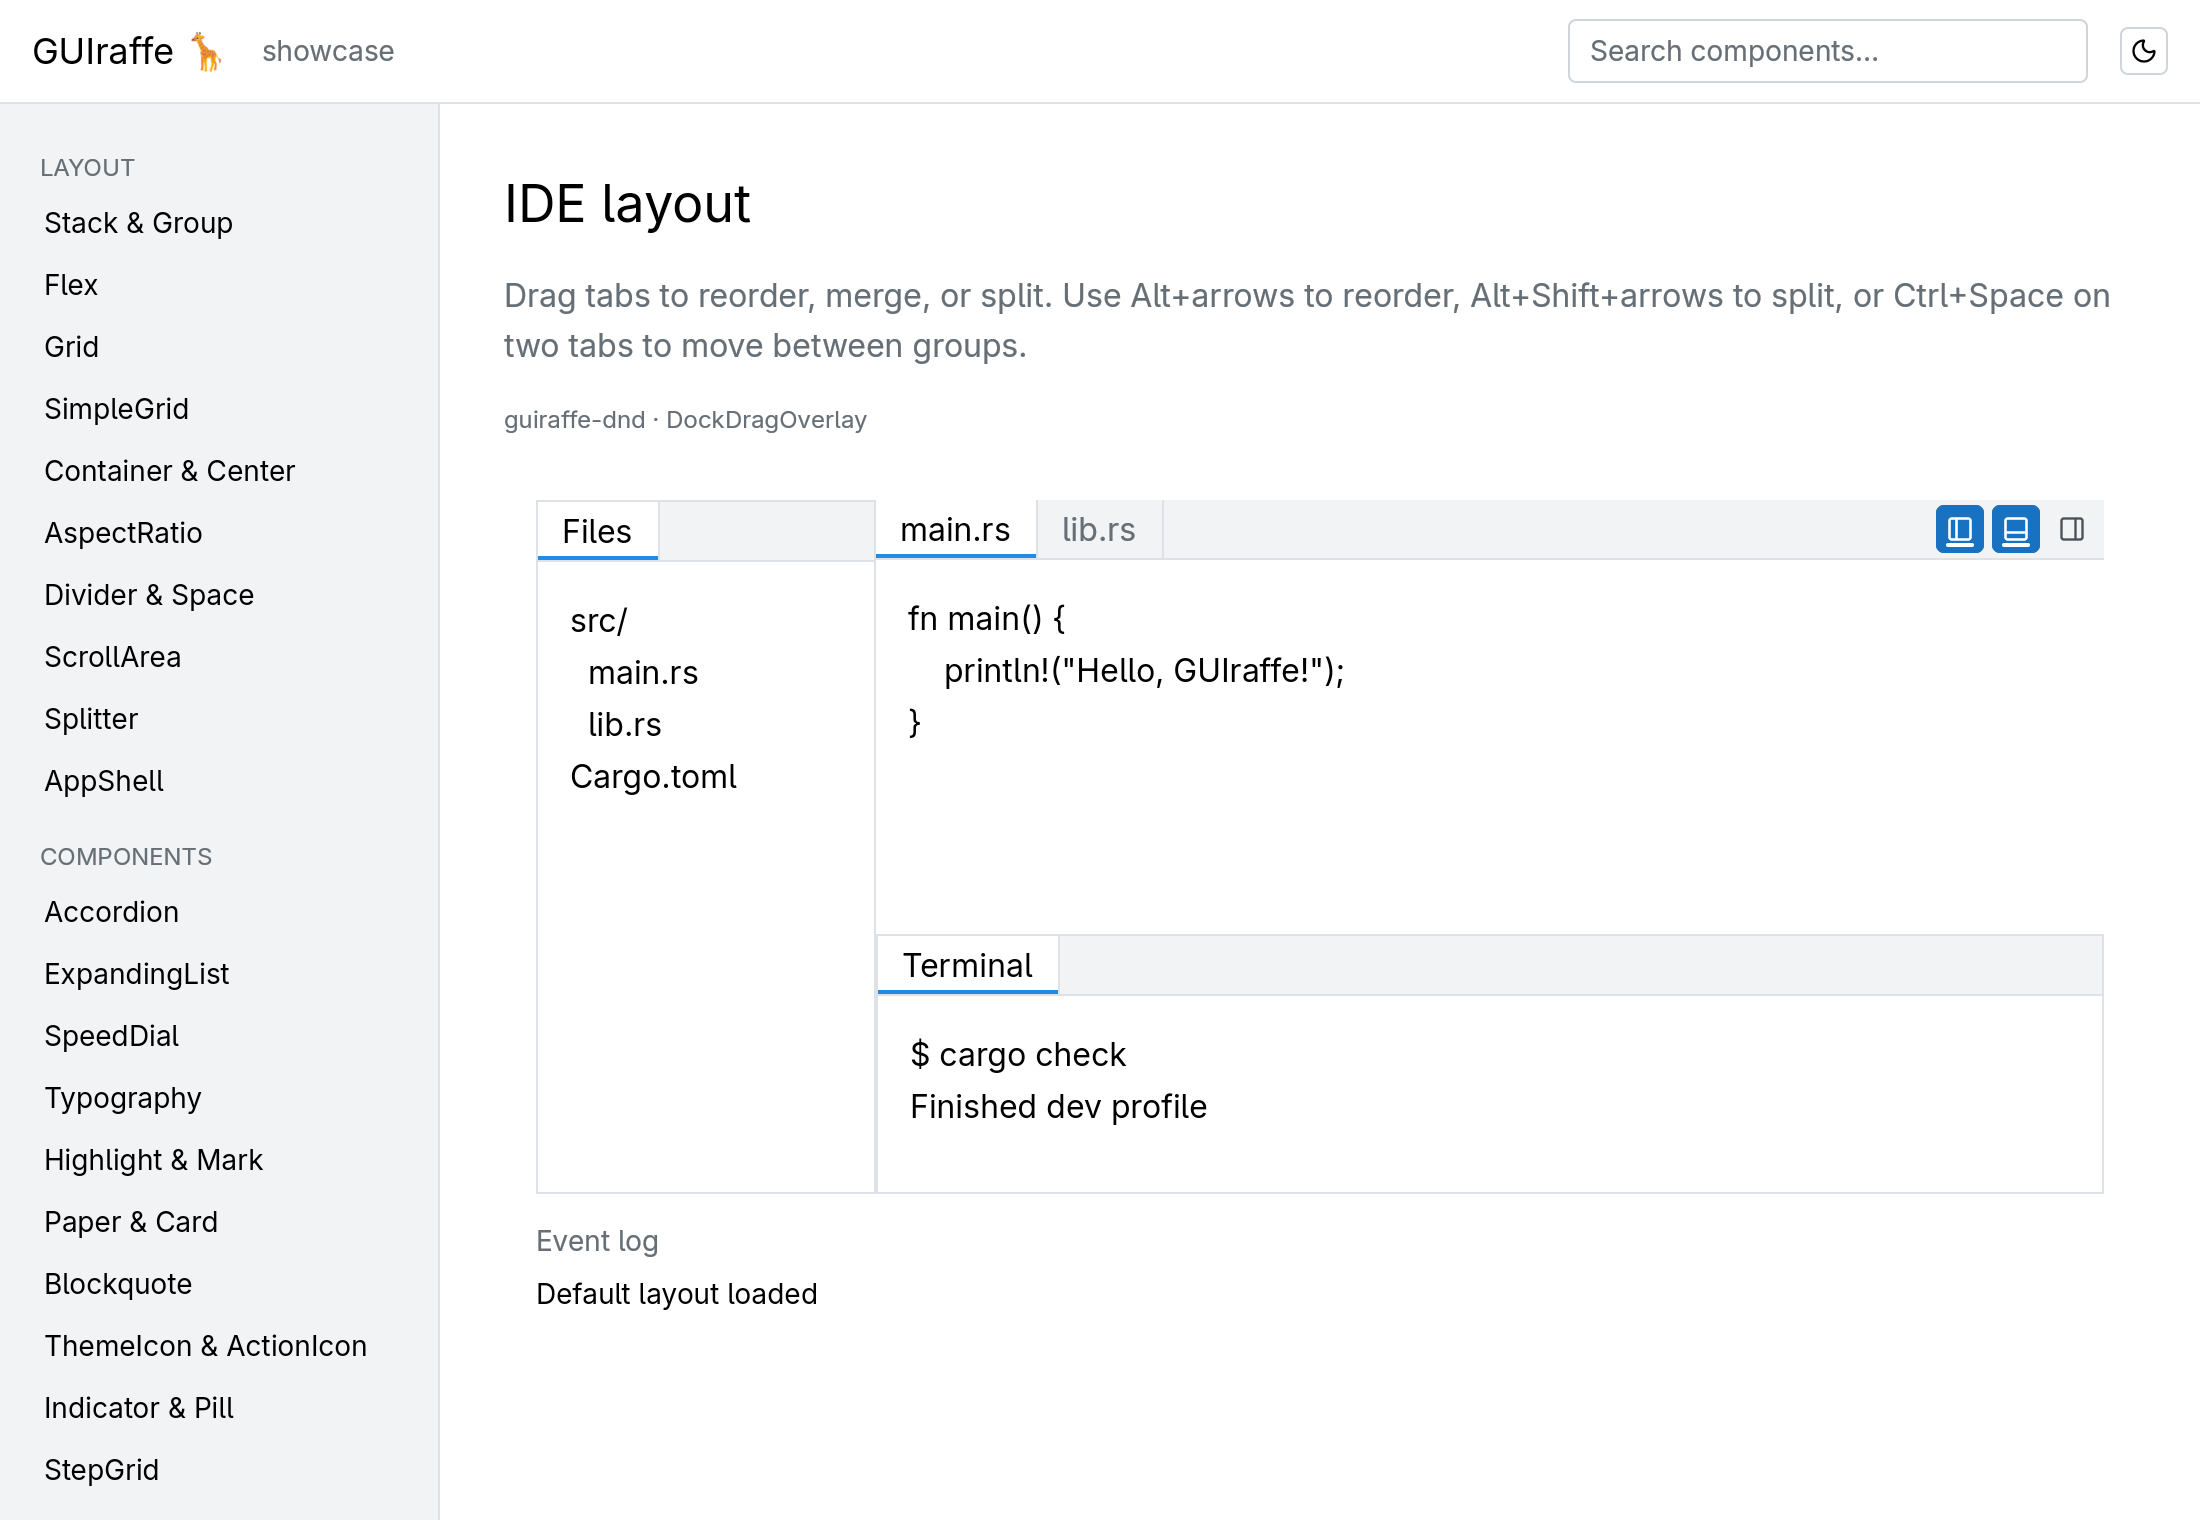 GUIraffe 🦒 showcase
Search components...
LAYOUT
Stack & Group
Flex
Grid
SimpleGrid
Container & Center
AspectRatio
Divider & Space
ScrollArea
Splitter
AppShell
COMPONENTS
Accordion
ExpandingList
SpeedDial
Typography
Highlight & Mark
Paper & Card
Blockquote
ThemeIcon & ActionIcon
Indicator & Pill
StepGrid
IDE layout
Drag tabs to reorder, merge, or split. Use Alt+arrows to reorder, Alt+Shift+arrows to split, or Ctrl+Space on
two tabs to move between groups.
guiraffe-dnd · DockDragOverlay
Files
src/
  main.rs
  lib.rs
Cargo.toml
main.rs lib.rs
fn main() {
    println!("Hello, GUIraffe!");
}
Terminal
$ cargo check
Finished dev profile
Event log
Default layout loaded